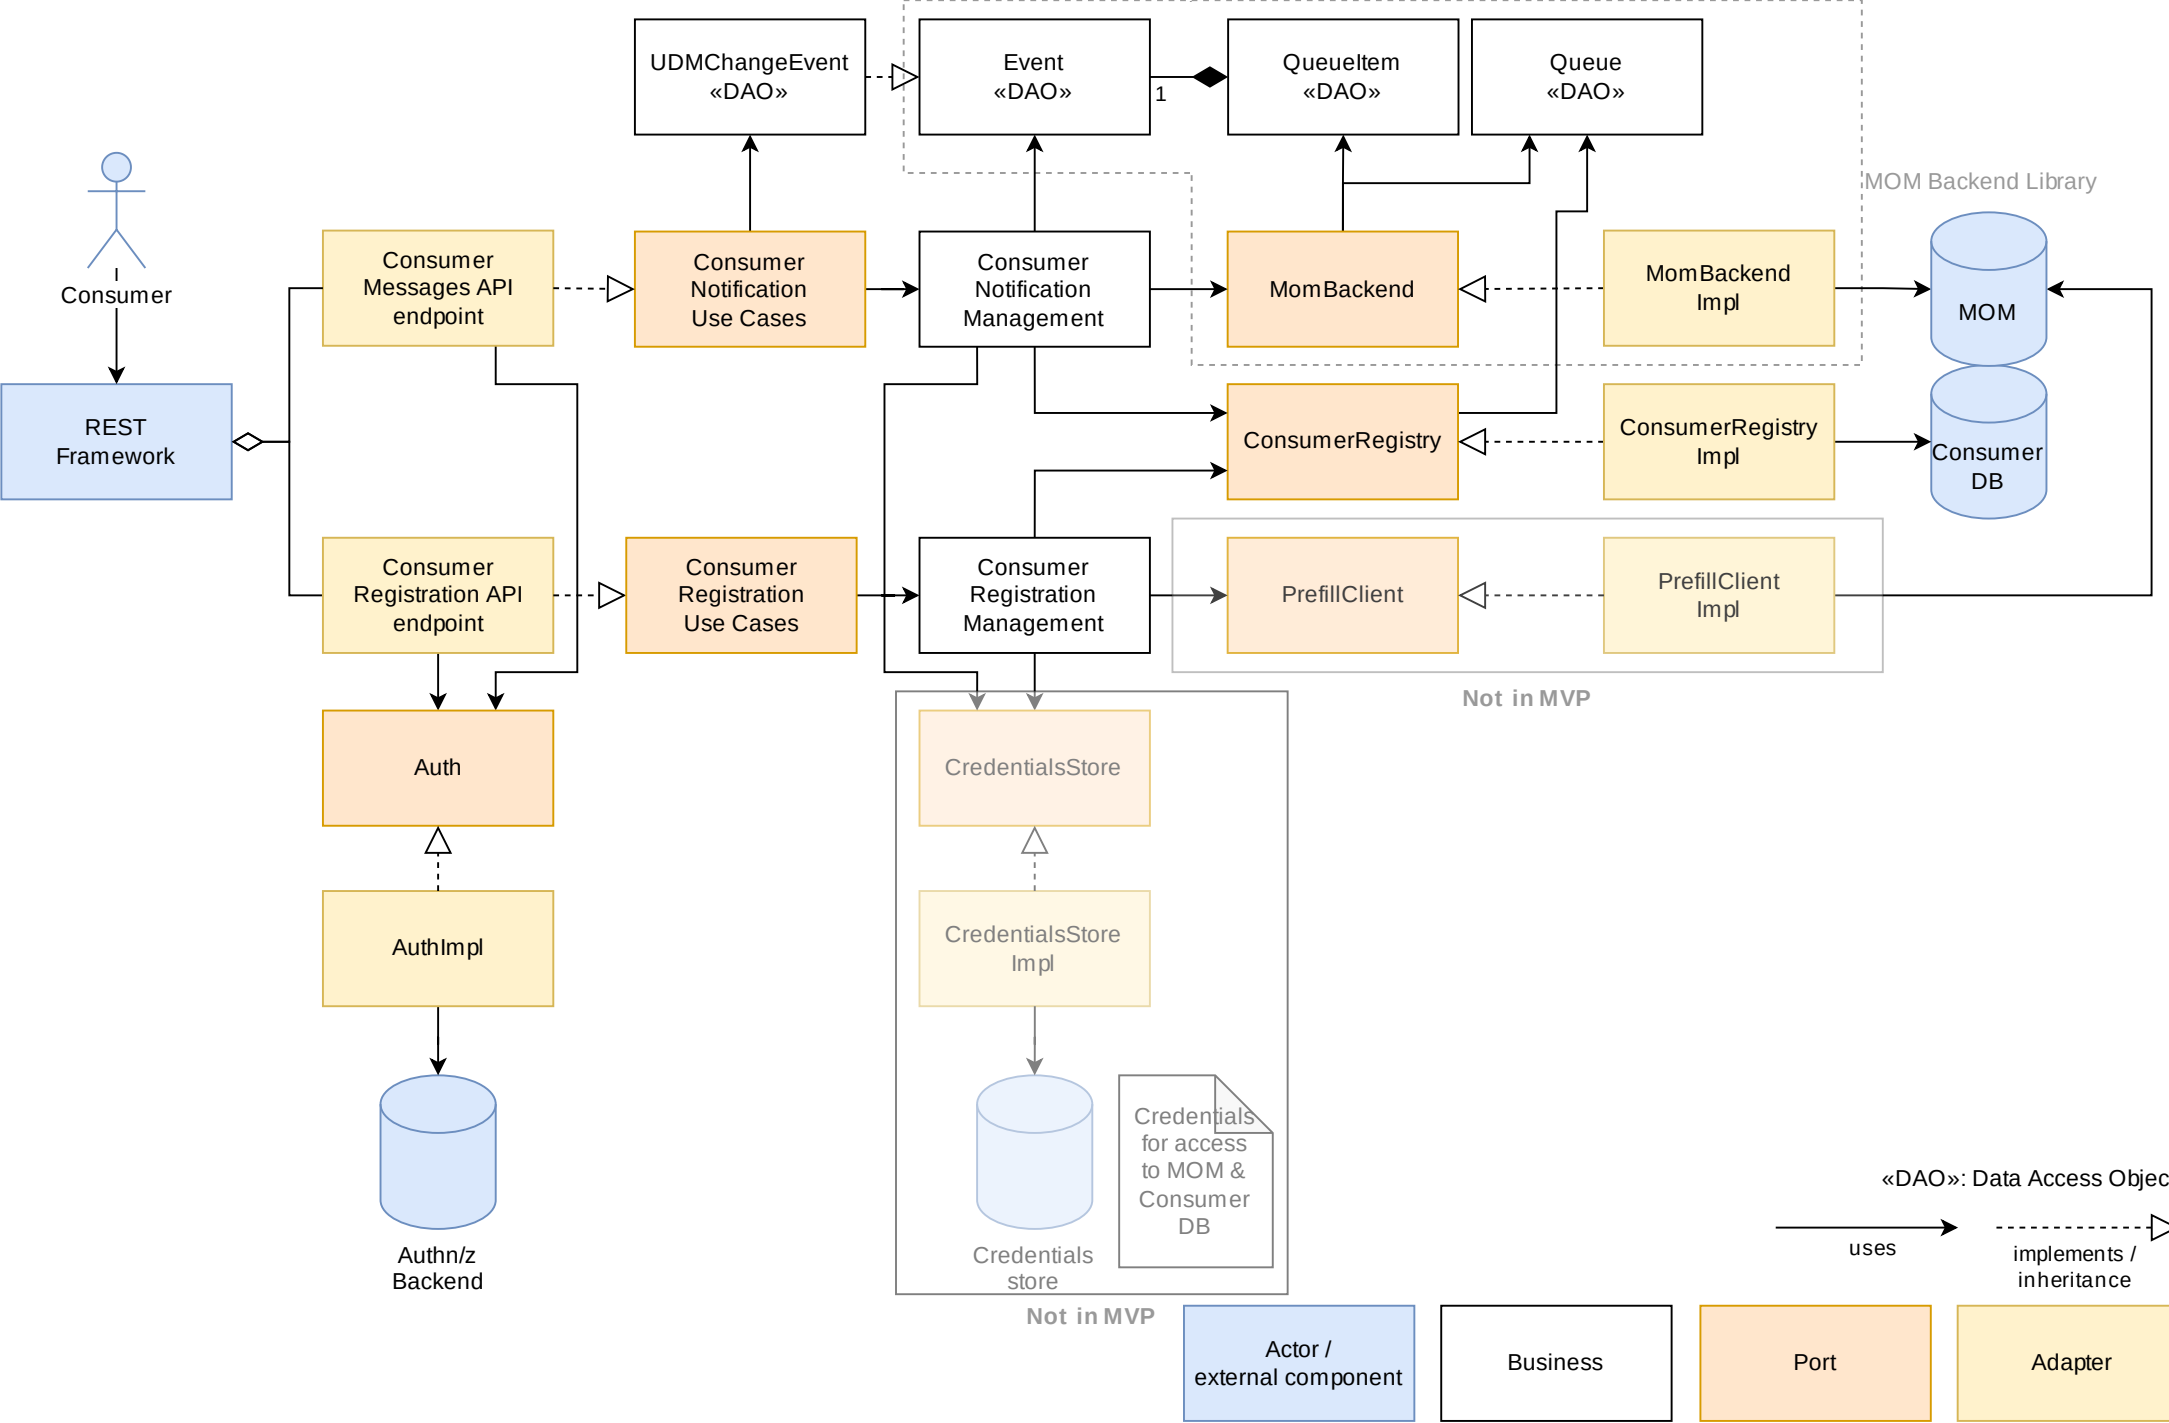 UDMChangeEvent
«DAO»
Event
«DAO»
1
QueueItem
«DAO»
Queue
«DAO»
MOM Backend Library
Consumer
Consumer
Messages API
endpoint
Consumer
Notification
Use Cases
Consumer
Notification
Management
MomBackend
MomBackend
Impl
MOM
REST
Framework
ConsumerRegistry
ConsumerRegistry
Impl
Consumer
DB
Consumer
Registration API
endpoint
Consumer
Registration
Use Cases
Consumer
Registration
Management
PrefillClient
PrefillClient
Impl
Not in MVP
Auth
CredentialsStore
AuthImpl
CredentialsStore
Impl
Credentials
for access
to MOM &
Consumer
DB
Authn/z
Backend
Credentials
store
Not in MVP
«DAO»: Data Access Objec
uses
implements /
inheritance
Actor /
external component
Business
Port
Adapter